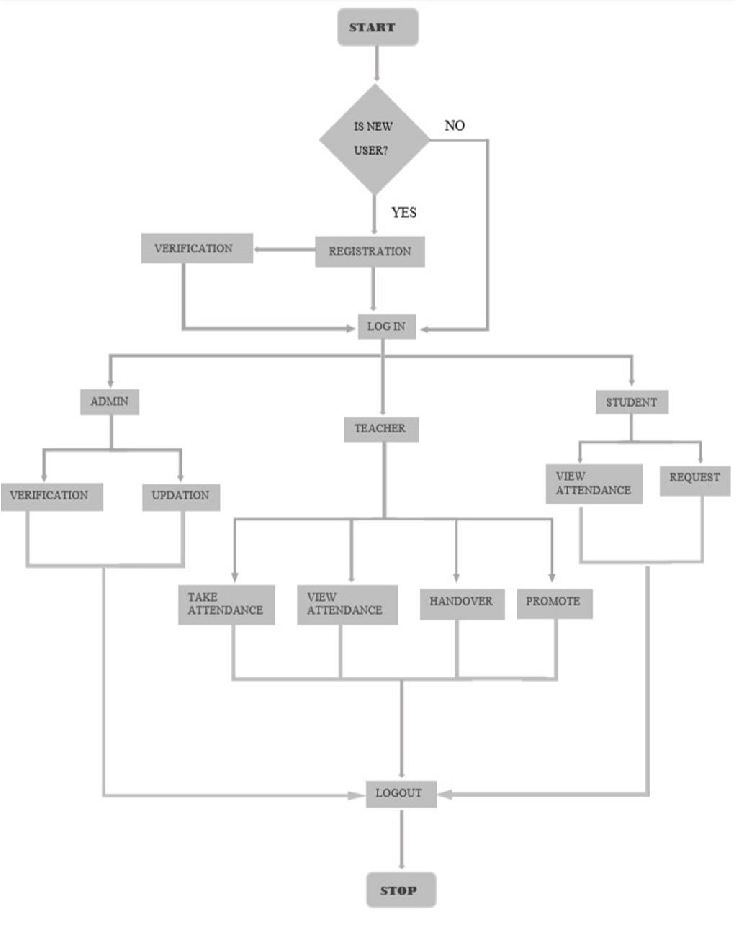 START
IS NEW
USER?
NO
YES
VERIFICATION
REGISTRATION
LOG IN
ADMIN
TEACHER
STUDENT
VERIFICATION
UPDATION
VIEW
ATTENDANCE
REQUEST
TAKE
ATTENDANCE
VIEW
ATTENDANCE
HANDOVER
PROMOTE
LOGOUT
STOP